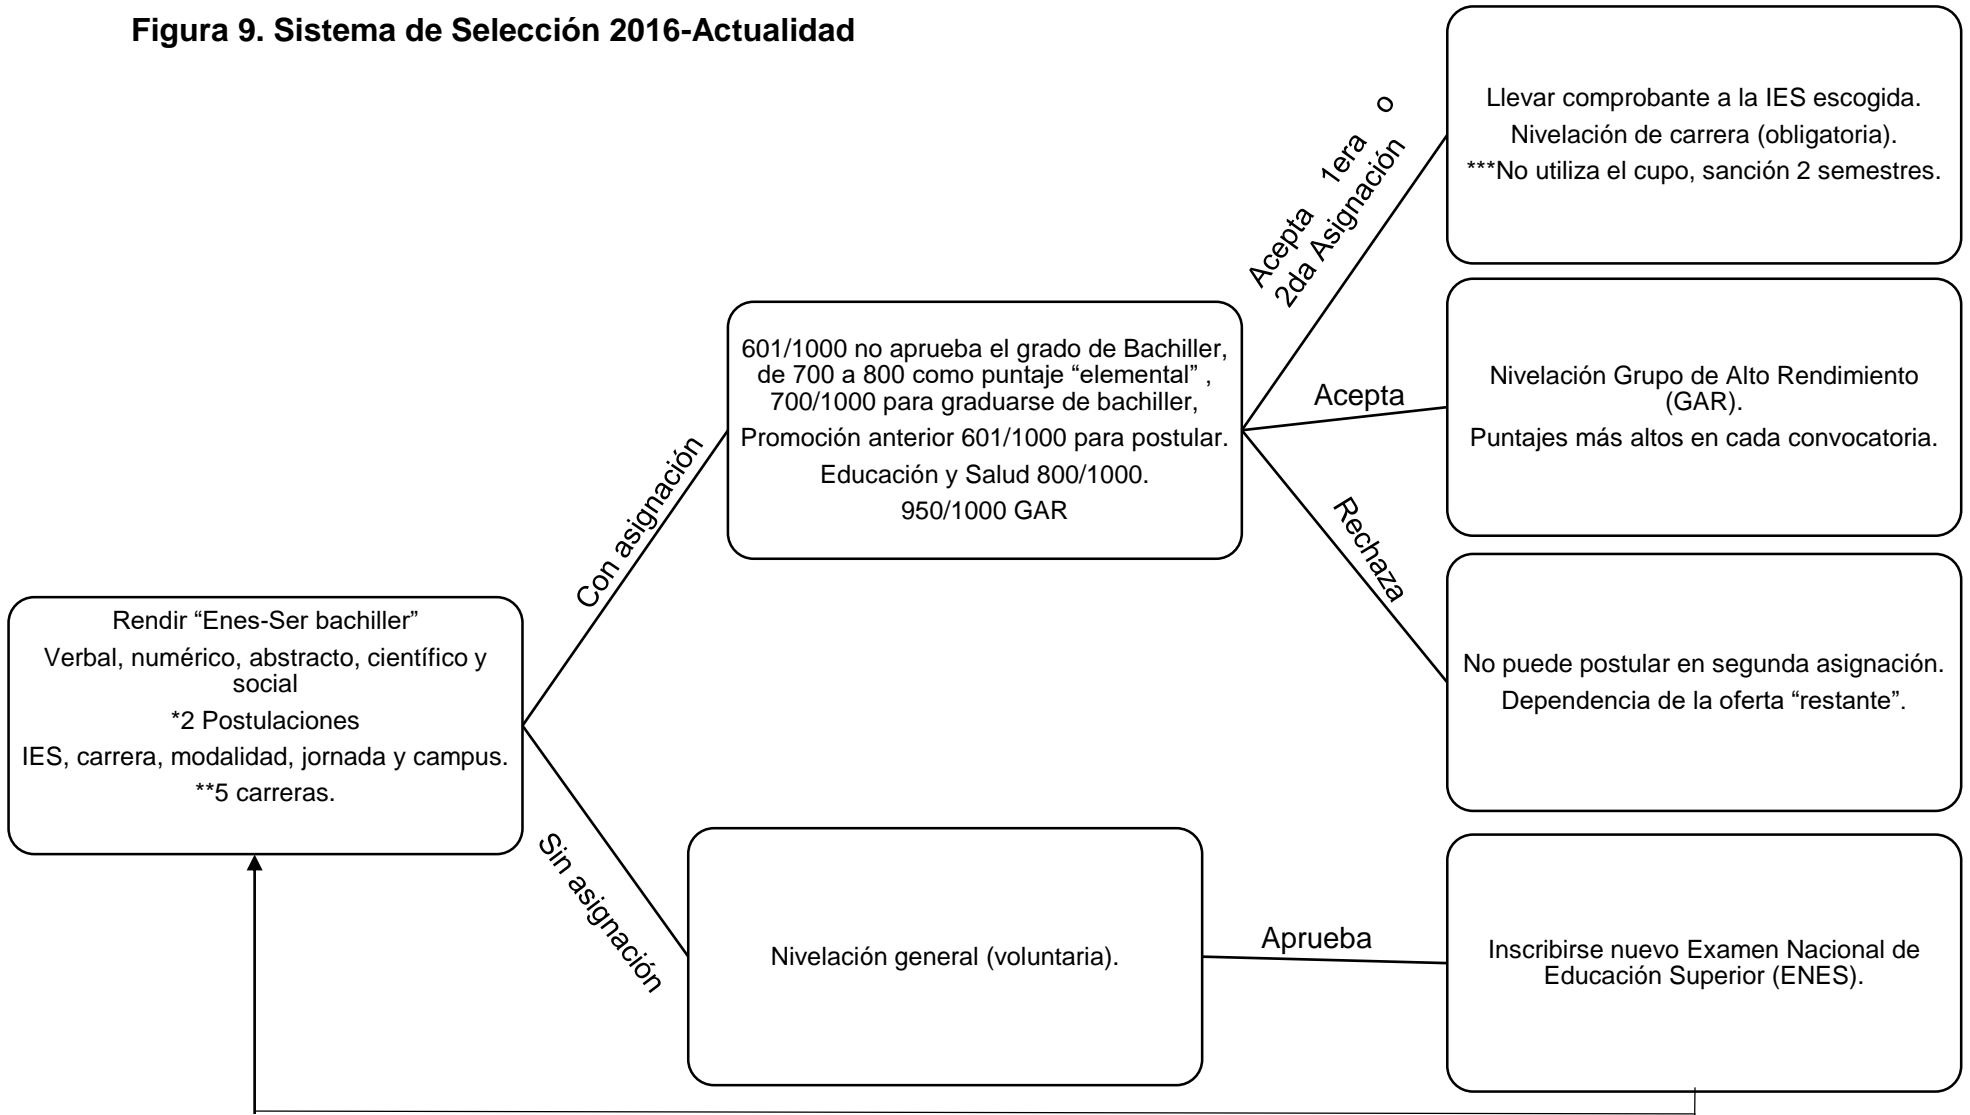 Figura 9. Sistema de Selección 2016-Actualidad
Rendir “Enes-Ser bachiller”
Verbal, numérico, abstracto, científico y
social
*2 Postulaciones
IES, carrera, modalidad, jornada y campus.
**5 carreras.
Con asignación
601/1000 no aprueba el grado de Bachiller,
de 700 a 800 como puntaje “elemental” ,
700/1000 para graduarse de bachiller,
Promoción anterior 601/1000 para postular.
Educación y Salud 800/1000.
950/1000 GAR
Acepta 1era o
2da Asignación
Llevar comprobante a la IES escogida.
Nivelación de carrera (obligatoria).
***No utiliza el cupo, sanción 2 semestres.
Acepta
Nivelación Grupo de Alto Rendimiento
(GAR).
Puntajes más altos en cada convocatoria.
Rechaza
No puede postular en segunda asignación.
Dependencia de la oferta “restante”.
Sin asignación
Nivelación general (voluntaria).
Aprueba
Inscribirse nuevo Examen Nacional de
Educación Superior (ENES).